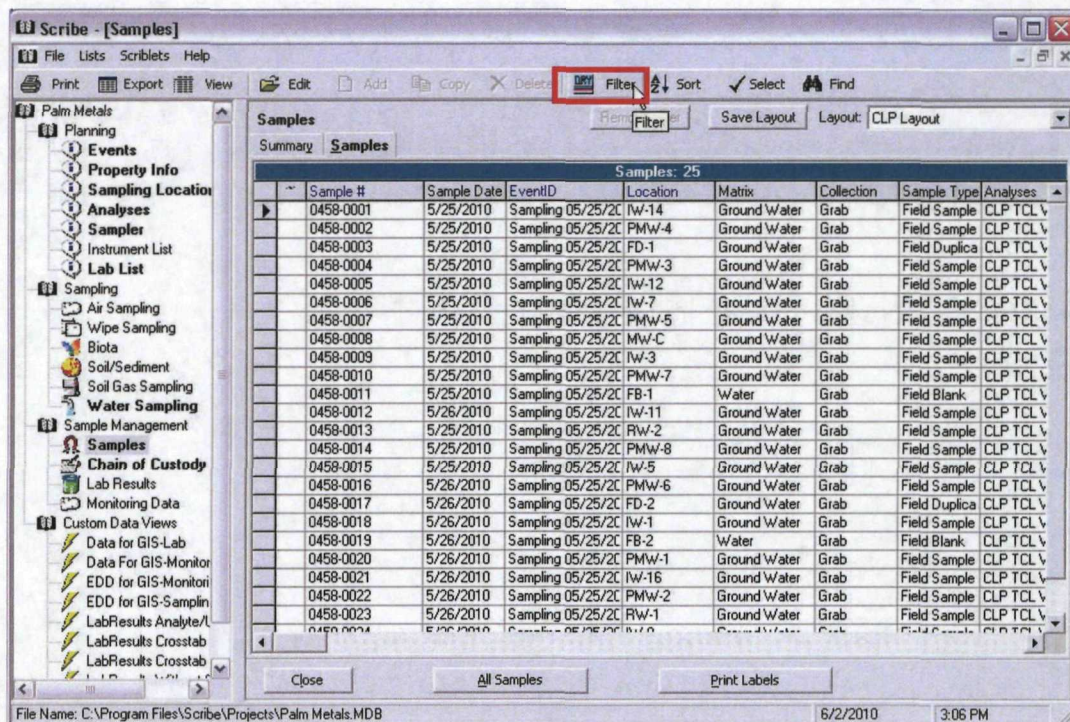 Scribe - [Samples]
File Lists Scriblets Help
Print Export View Edit Add Copy Delete Filter Sort Select Find
Palm Metals
Planning
Events
Property Info
Sampling Location
Analyses
Sampler
Instrument List
Lab List
Sampling
Air Sampling
Wipe Sampling
Biota
Soil/Sediment
Soil Gas Sampling
Water Sampling
Sample Management
Samples
Chain of Custody
Lab Results
Monitoring Data
Custom Data Views
Data for GIS-Lab
Data For GIS-Monitor
EDD for GIS-Monitori
EDD for GIS-Samplin
LabResults Analyte/L
LabResults Crosstab
LabResults Crosstab
Samples
Filter Save Layout Layout: CLP Layout
Summary Samples
Samples: 25
Sample # Sample Date EventID Location Matrix Collection Sample Type Analyses
0458-0001 5/25/2010 Sampling 05/25/20 IW-14 Ground Water Grab Field Sample CLP TCL V
0458-0002 5/25/2010 Sampling 05/25/20 PMW-4 Ground Water Grab Field Sample CLP TCL V
0458-0003 5/25/2010 Sampling 05/25/20 FD-1 Ground Water Grab Field Duplica CLP TCL V
0458-0004 5/25/2010 Sampling 05/25/20 PMW-3 Ground Water Grab Field Sample CLP TCL V
0458-0005 5/25/2010 Sampling 05/25/20 IW-12 Ground Water Grab Field Sample CLP TCL V
0458-0006 5/25/2010 Sampling 05/25/20 IW-7 Ground Water Grab Field Sample CLP TCL V
0458-0007 5/25/2010 Sampling 05/25/20 PMW-5 Ground Water Grab Field Sample CLP TCL V
0458-0008 5/25/2010 Sampling 05/25/20 MW-C Ground Water Grab Field Sample CLP TCL V
0458-0009 5/25/2010 Sampling 05/25/20 IW-3 Ground Water Grab Field Sample CLP TCL V
0458-0010 5/25/2010 Sampling 05/25/20 PMW-7 Ground Water Grab Field Sample CLP TCL V
0458-0011 5/25/2010 Sampling 05/25/20 FB-1 Water Grab Field Blank CLP TCL V
0458-0012 5/26/2010 Sampling 05/25/20 IW-11 Ground Water Grab Field Sample CLP TCL V
0458-0013 5/25/2010 Sampling 05/25/20 RW-2 Ground Water Grab Field Sample CLP TCL V
0458-0014 5/25/2010 Sampling 05/25/20 PMW-8 Ground Water Grab Field Sample CLP TCL V
0458-0015 5/25/2010 Sampling 05/25/20 IW-5 Ground Water Grab Field Sample CLP TCL V
0458-0016 5/26/2010 Sampling 05/25/20 PMW-6 Ground Water Grab Field Sample CLP TCL V
0458-0017 5/26/2010 Sampling 05/25/20 FD-2 Ground Water Grab Field Duplica CLP TCL V
0458-0018 5/26/2010 Sampling 05/25/20 IW-1 Ground Water Grab Field Sample CLP TCL V
0458-0019 5/26/2010 Sampling 05/25/20 FB-2 Water Grab Field Blank CLP TCL V
0458-0020 5/26/2010 Sampling 05/25/20 PMW-1 Ground Water Grab Field Sample CLP TCL V
0458-0021 5/26/2010 Sampling 05/25/20 IW-16 Ground Water Grab Field Sample CLP TCL V
0458-0022 5/26/2010 Sampling 05/25/20 PMW-2 Ground Water Grab Field Sample CLP TCL V
0458-0023 5/26/2010 Sampling 05/25/20 RW-1 Ground Water Grab Field Sample CLP TCL V
Close All Samples Print Labels
File Name: C:\Program Files\Scribe\Projects\Palm Metals.MDB 6/2/2010 3:06 PM